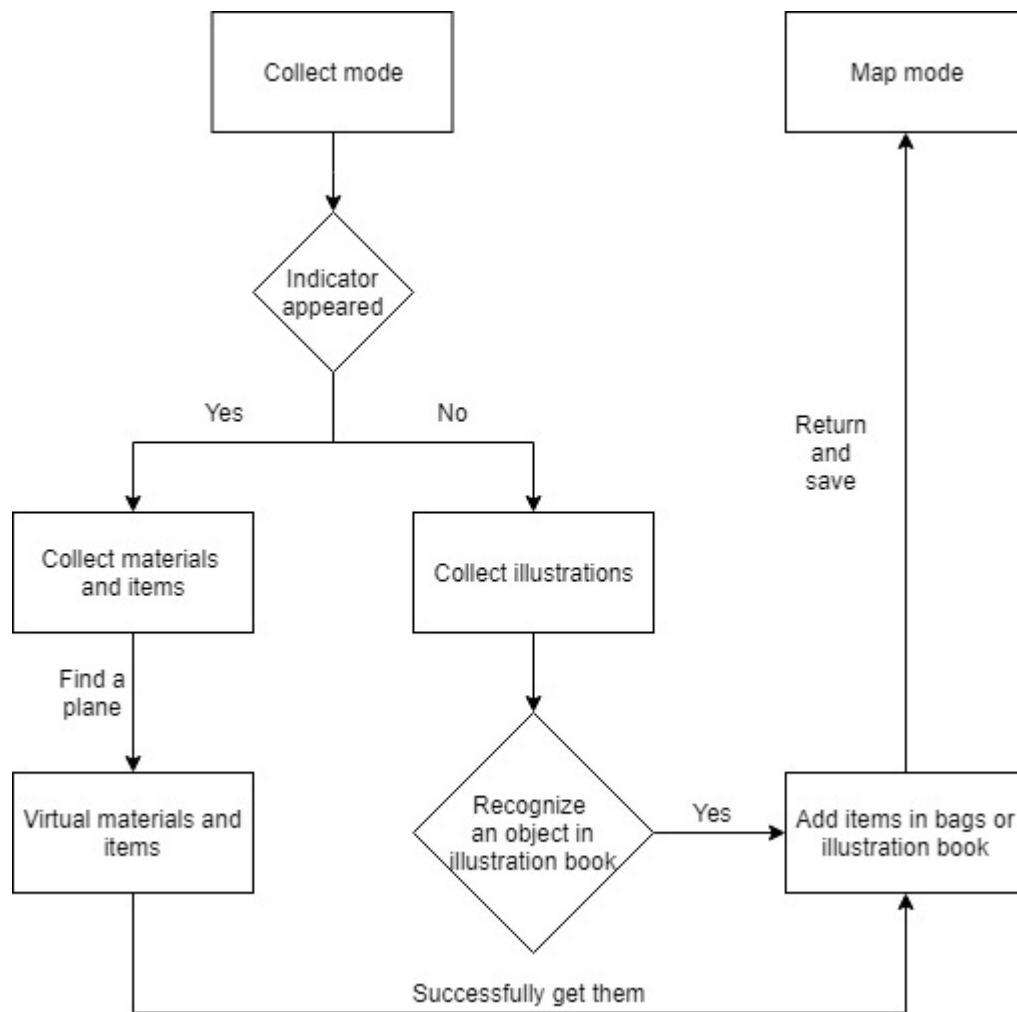 Collect mode
Map mode
Indicator
appeared
Yes
No
Return
and
save
Collect materials
and items
Collect illustrations
Find a
plane
Virtual materials and
items
Recognize
an object in
illustration book
Yes
Add items in bags or
illustration book
Successfully get them